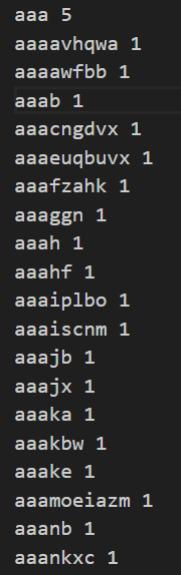 aaa 5
aaaavhqwa 1
aaaawfbb 1
aaab 1
aaacngdvx 1
aaaeuqbuvx 1
aaafzahk 1
aaaggn 1
aaah 1
aaahf 1
aaaiplbo 1
aaaiscnm 1
aaajb 1
aaajx 1
aaaka 1
aaakbw 1
aaake 1
aaamoeiazm 1
aaanb 1
aaankxc 1